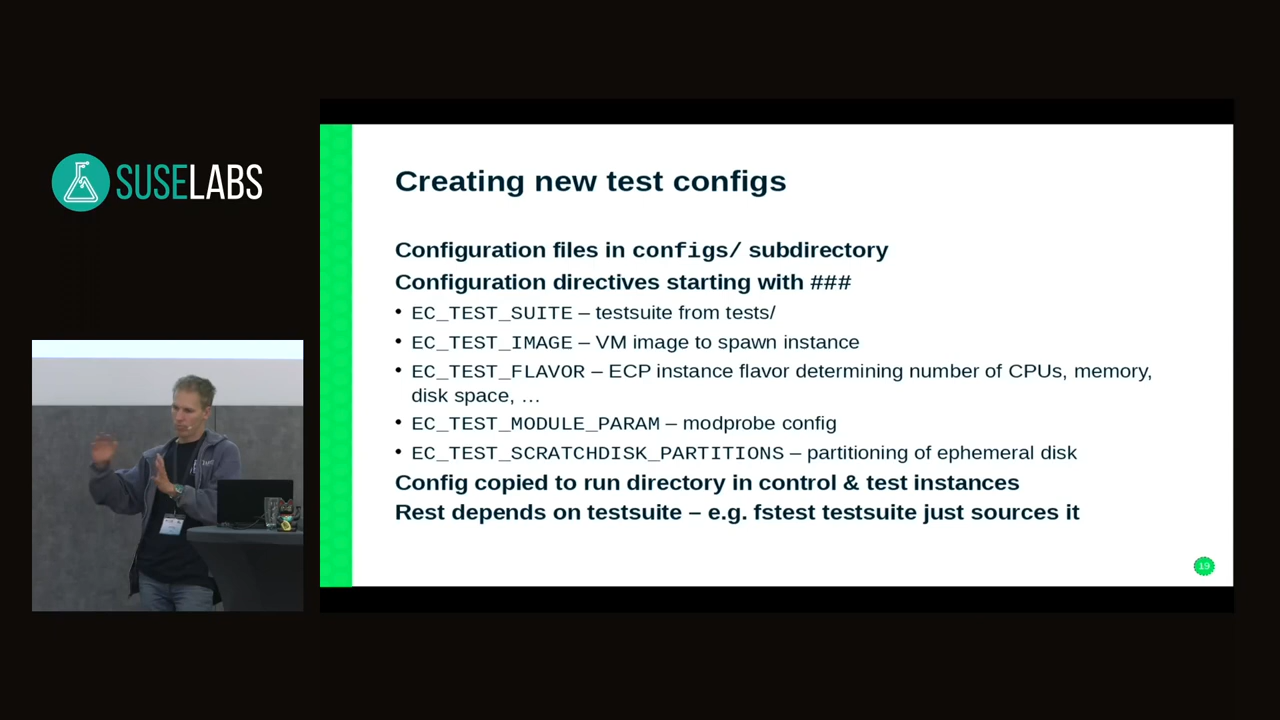 SUSELABS
Creating new test configs
Configuration files in configs/ subdirectory
Configuration directives starting with ###
• EC_TEST_SUITE – testsuite from tests/
• EC_TEST_IMAGE – VM image to spawn instance
• EC_TEST_FLAVOR – ECP instance flavor determining number of CPUs, memory,
disk space, …
• EC_TEST_MODULE_PARAM – modprobe config
• EC_TEST_SCRATCHDISK_PARTITIONS – partitioning of ephemeral disk
Config copied to run directory in control & test instances
Rest depends on testsuite – e.g. fstest testsuite just sources it
19